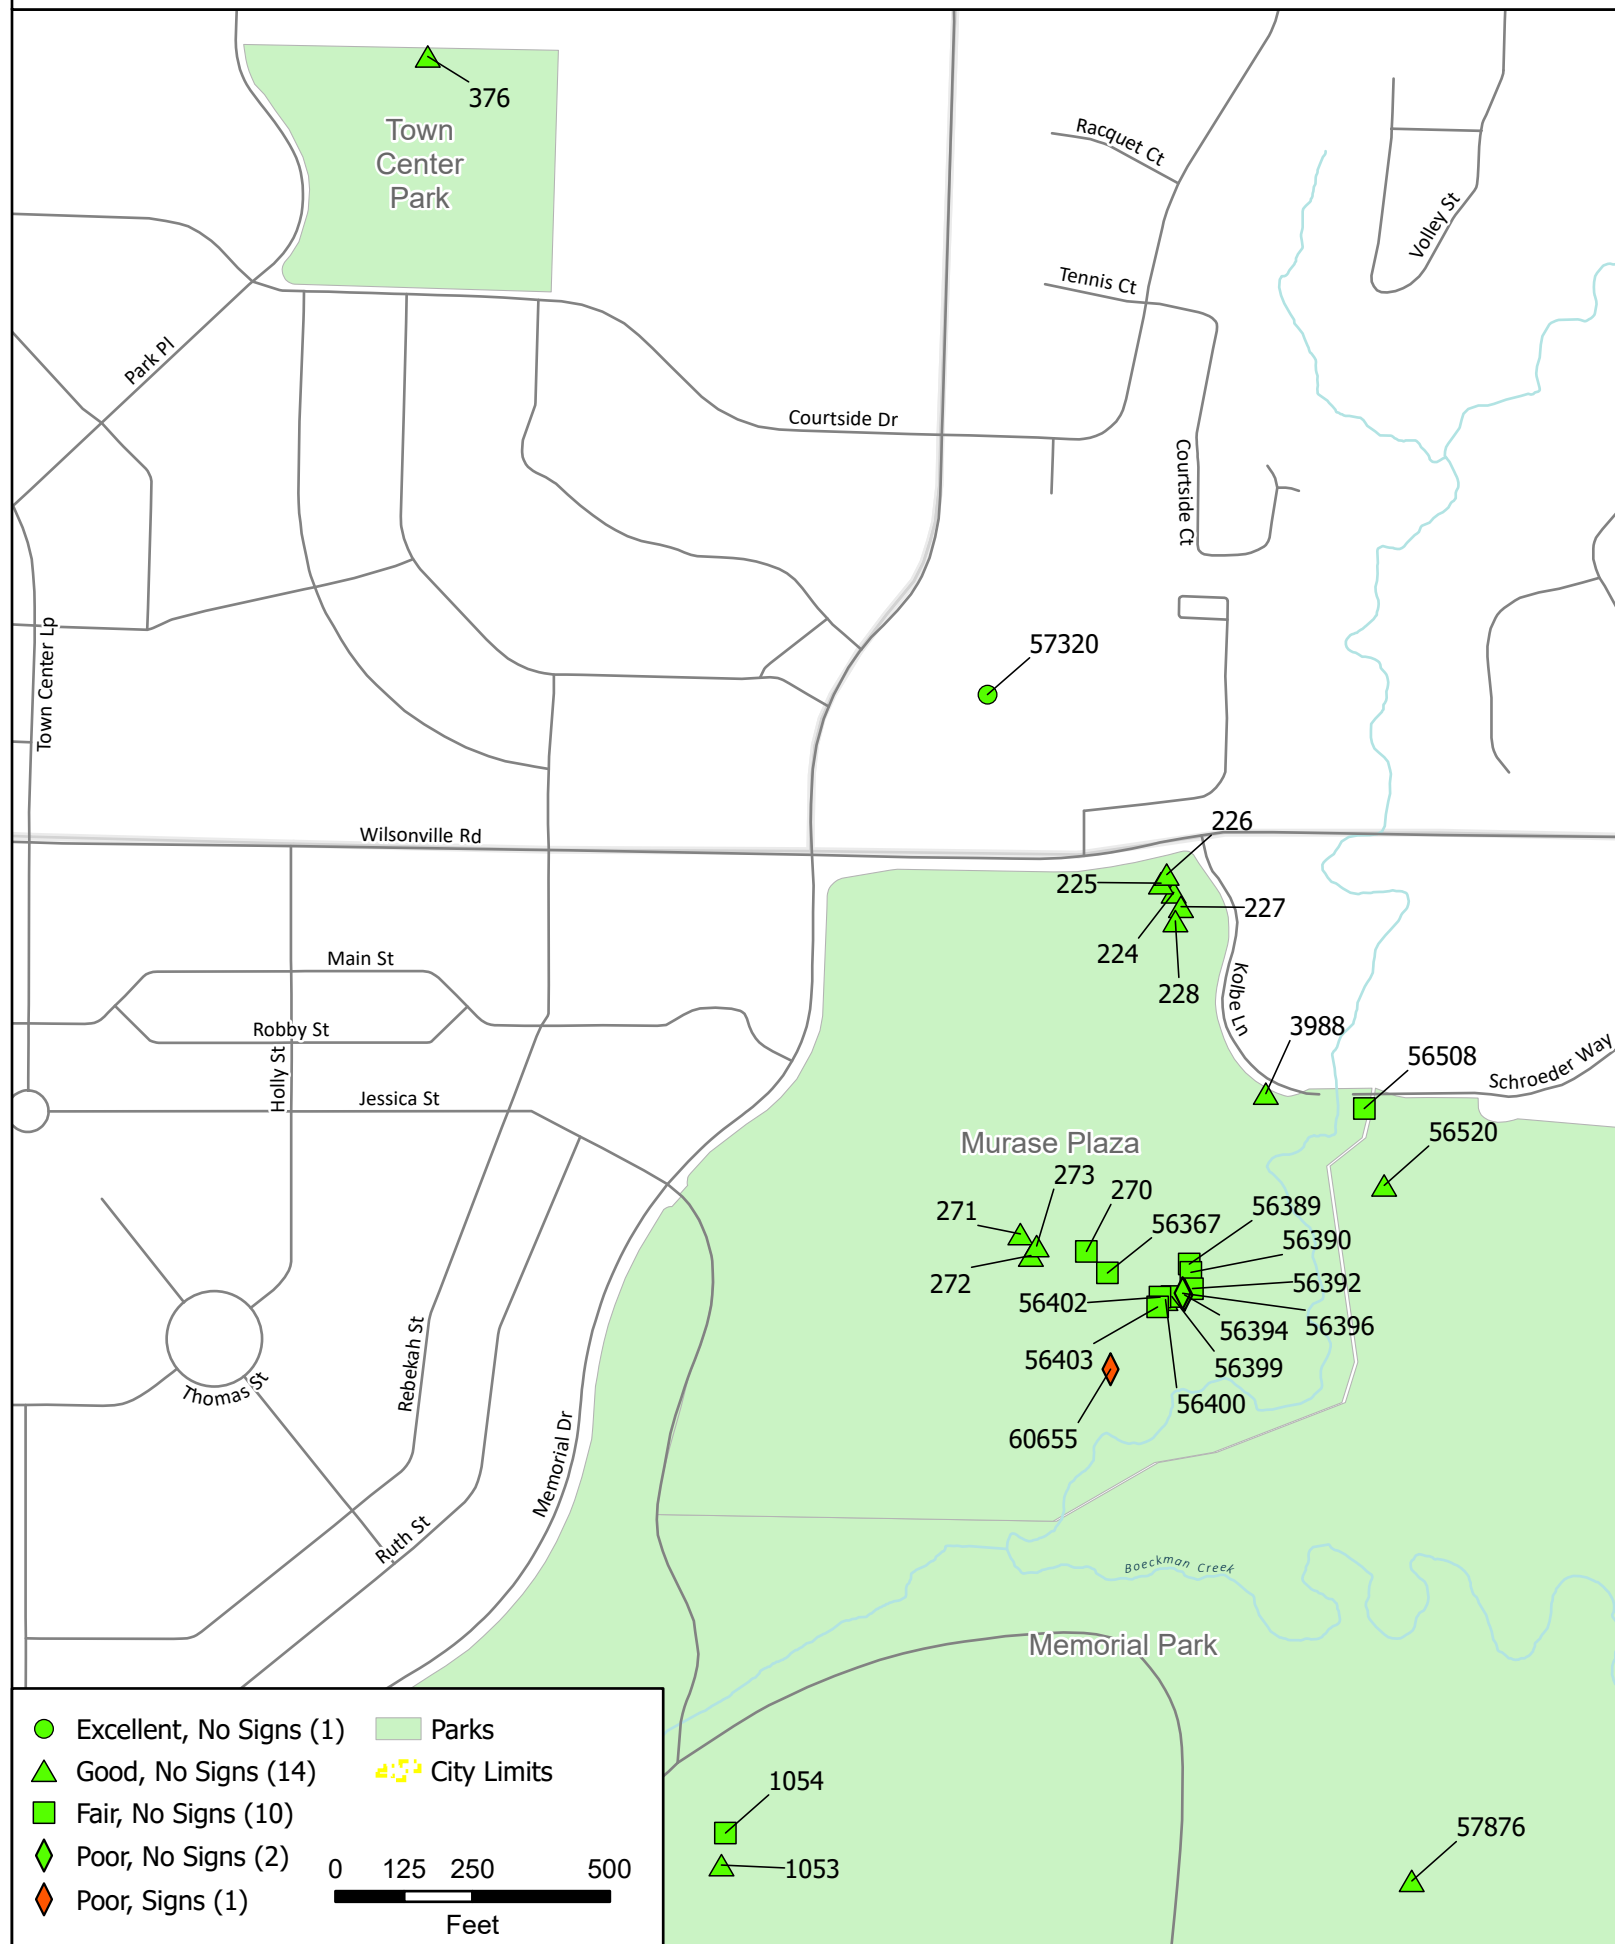 376
Town
Center
Park
Racquet Ct
Volley St
Tennis Ct
Park Pl
Courtside Dr
Courtside Ct
57320
Town Center Lp
226
Wilsonville Rd
225
227
224
228
Main St
Kolbe Ln
Robby St
3988
56508
Schroeder Way
Holly St
Jessica St
56520
Murase Plaza
273
270
56389
271
56367
56390
272
56392
56402
56394
56396
56403
56399
Rebekah St
Thomas St
56400
60655
Memorial Dr
Ruth St
Boeckman Creek
Memorial Park
Excellent, No Signs (1)
Parks
Good, No Signs (14)
City Limits
Fair, No Signs (10)
Poor, No Signs (2)
Poor, Signs (1)
0 125 250 500
Feet
1054
1053
57876